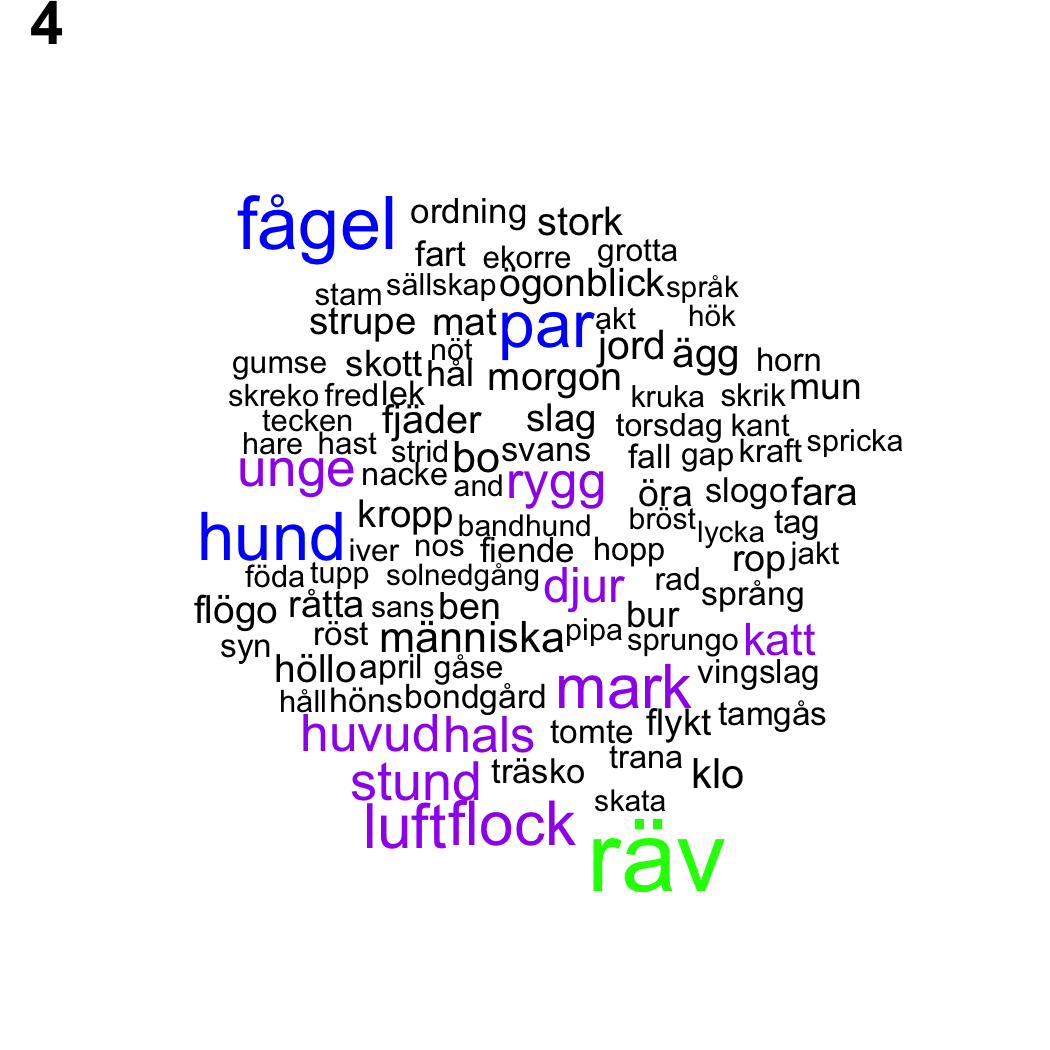 4
fågel ordning stork
fart ekorre grotta
stam sällskap ögonblick språk
strupe mat par akt hök
gumse skott nöt jord ägg horn
skreko fred lek hål morgon kruka skrik mun
tecken fjäder slag torsdag kant
hare hast strid bo svans fall gap kraft spricka
unge nacke and rygg öra slogo fara
hund kropp bandhund bröst lycka tag
iver nos fiende hopp rop jakt
föda tupp solnedgång djur rad språng
flögo råtta sans ben bur
syn röst människa pipa sprungo katt
höllo april gåse vingslag
håll höns bondgård mark tamgås
huvud hals tomte flykt
stund träsko trana klo
luft flock skata
räv